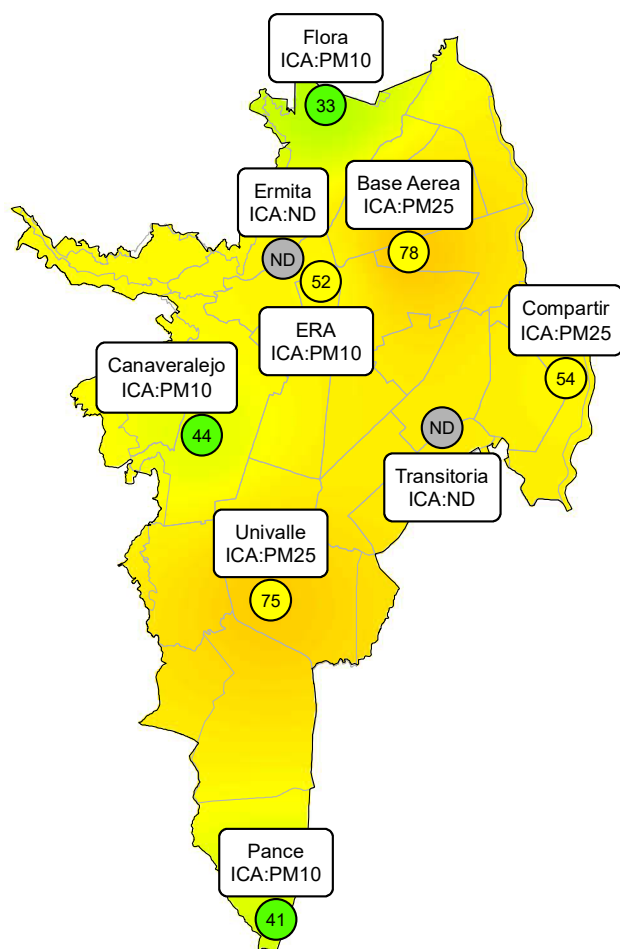 Flora
ICA:PM10
33
Ermita
ICA:ND
ND
Base Aerea
ICA:PM25
78
52
ERA
ICA:PM10
Compartir
ICA:PM25
54
Canaveralejo
ICA:PM10
44
ND
Transitoria
ICA:ND
Univalle
ICA:PM25
75
Pance
ICA:PM10
41